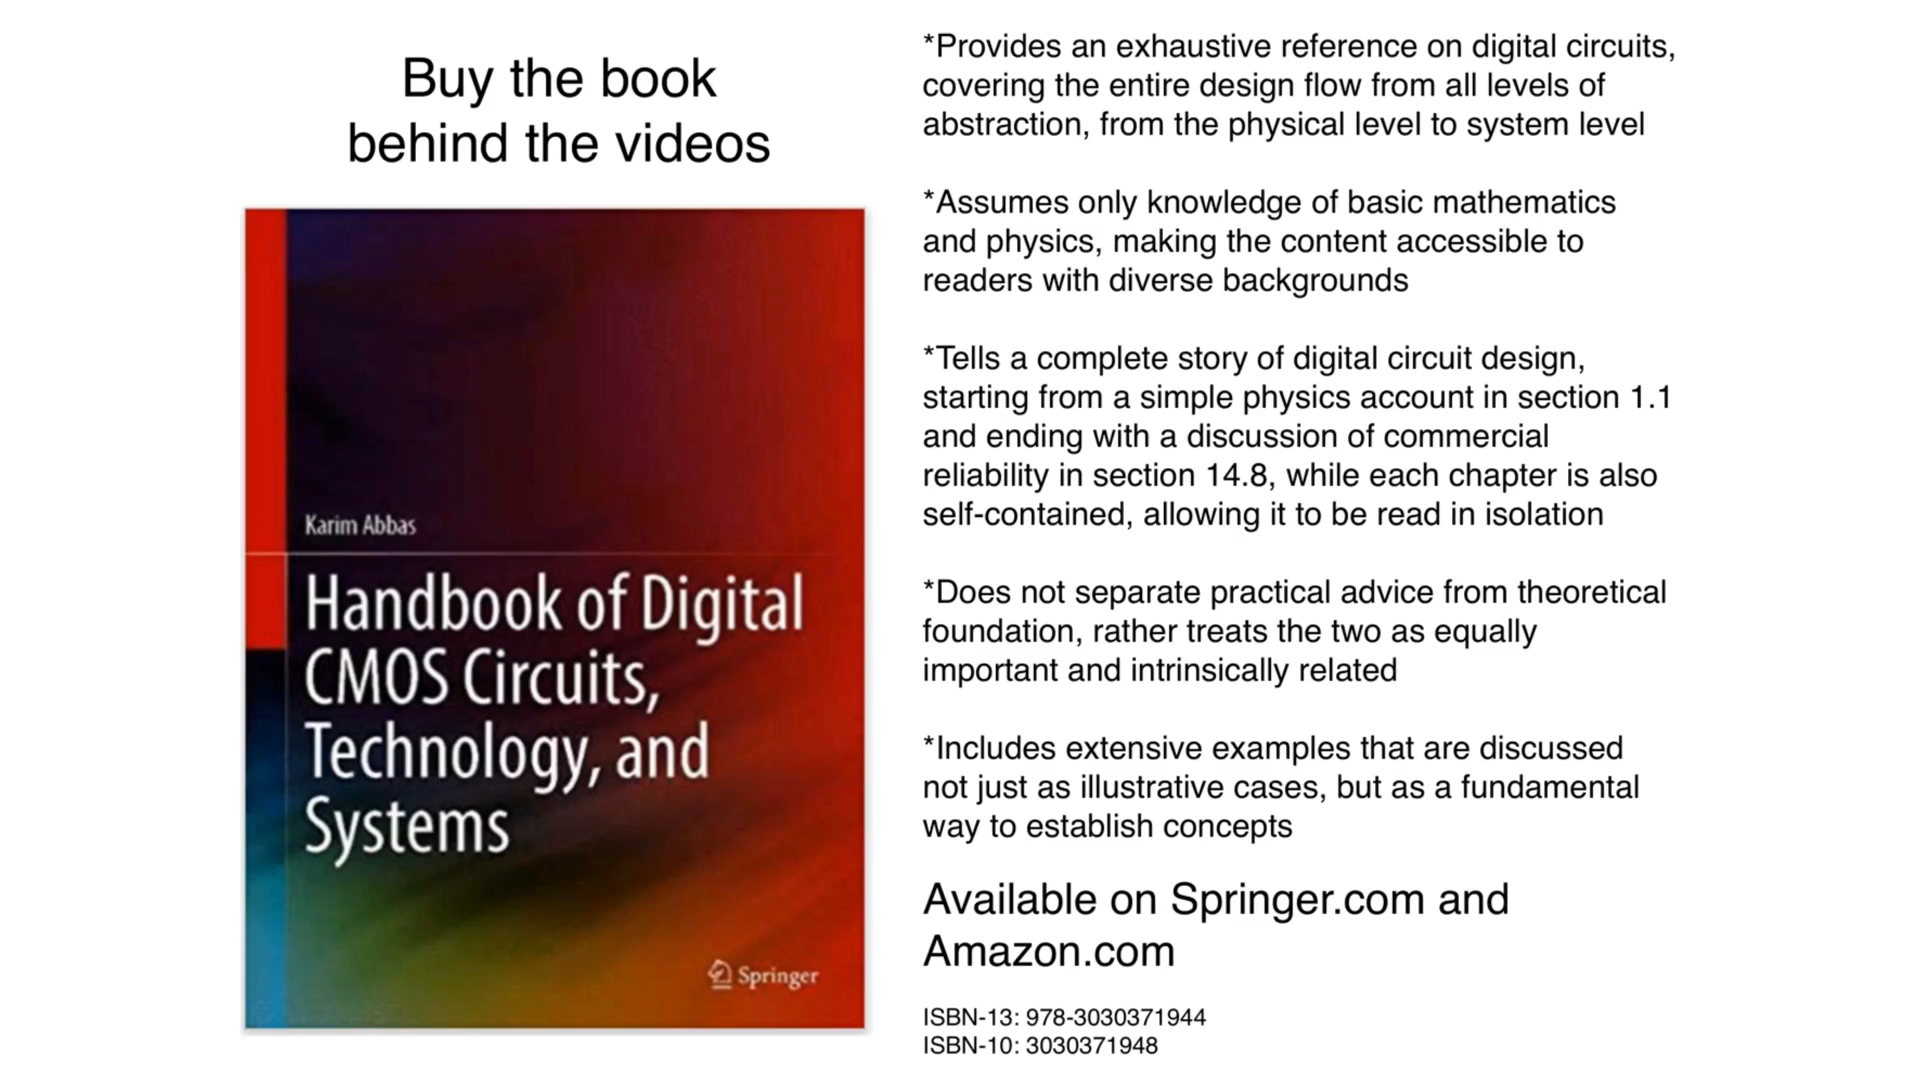 Buy the book
behind the videos
Karim Abbas
Handbook of Digital
CMOS Circuits,
Technology, and
Systems
Springer
*Provides an exhaustive reference on digital circuits,
covering the entire design flow from all levels of
abstraction, from the physical level to system level
*Assumes only knowledge of basic mathematics
and physics, making the content accessible to
readers with diverse backgrounds
*Tells a complete story of digital circuit design,
starting from a simple physics account in section 1.1
and ending with a discussion of commercial
reliability in section 14.8, while each chapter is also
self-contained, allowing it to be read in isolation
*Does not separate practical advice from theoretical
foundation, rather treats the two as equally
important and intrinsically related
*Includes extensive examples that are discussed
not just as illustrative cases, but as a fundamental
way to establish concepts
Available on Springer.com and
Amazon.com
ISBN-13: 978-3030371944
ISBN-10: 3030371948